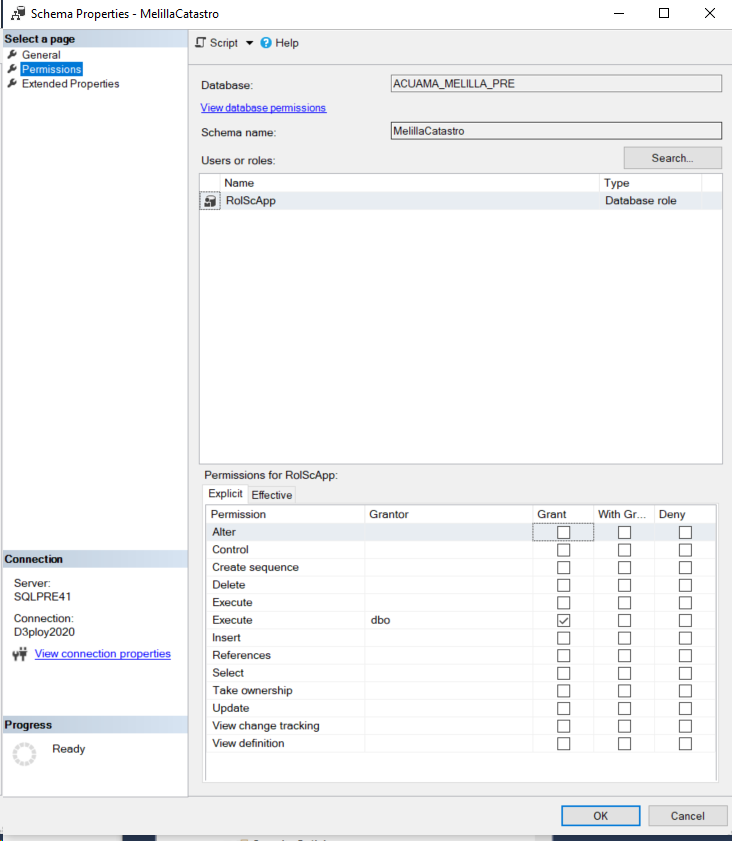 Schema Properties - MelillaCatastro
Select a page
General
Permissions
Extended Properties
Script
Help
Database:
ACUAMA_MELILLA_PRE
View database permissions
Schema name:
MelillaCatastro
Users or roles:
Search...
Name Type
RolScApp Database role
Permissions for RolScApp:
Explicit Effective
Permission Grantor Grant With Gr... Deny
Alter
Control
Create sequence
Delete
Execute
Execute dbo
Insert
References
Select
Take ownership
Update
View change tracking
View definition
Connection
Server:
SQLPRE41
Connection:
D3ploy2020
View connection properties
Progress
Ready
OK Cancel